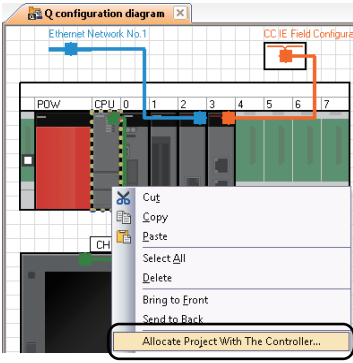 Q configuration diagram
Ethernet Network No.1
CC IE Field Configura
POW CPU 0 1 2 3 4 5 6 7
CH
Cut
Copy
Paste
Select All
Delete
Bring to Front
Send to Back
Allocate Project With The Controller...